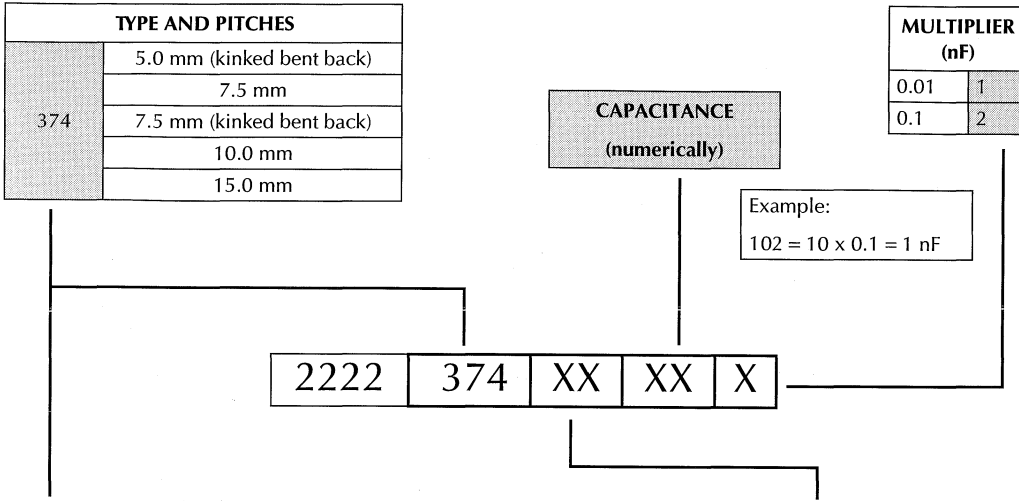 TYPE AND PITCHES
374
5.0 mm (kinked bent back)
7.5 mm
7.5 mm (kinked bent back)
10.0 mm
15.0 mm
CAPACITANCE
(numerically)
MULTIPLIER
(nF)
0.01 1
0.1 2
Example:
102 = 10 x 0.1 = 1 nF
2222 374 XX XX X